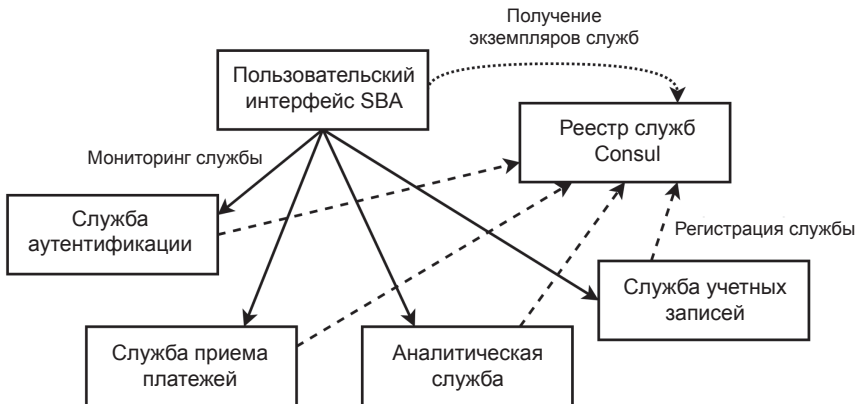 Получение
экземпляров служб
Пользовательский
интерфейс SBA
Реестр служб
Consul
Мониторинг службы
Служба
аутентификации
Регистрация службы
Служба учетных
записей
Служба приема
платежей
Аналитическая
служба